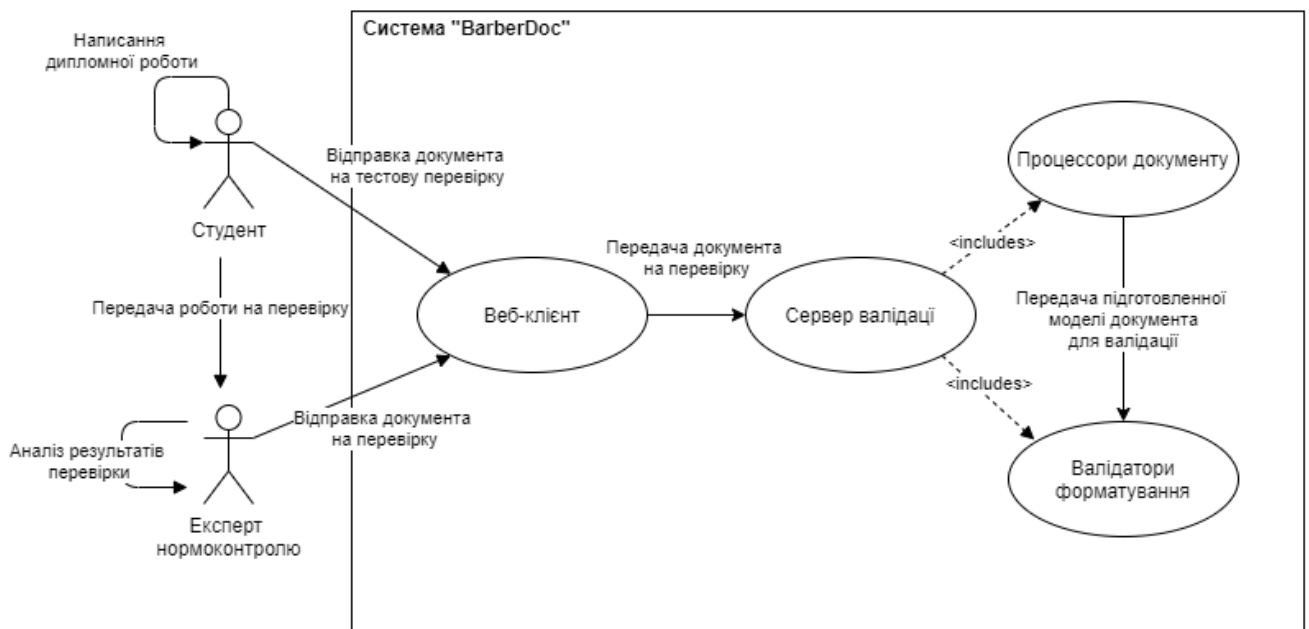 Система "BarberDoc"
Написання
дипломної роботи
Студент
Відправка документа
на тестову перевірку
Передача роботи на перевірку
Веб-клієнт
Передача документа
на перевірку
Сервер валідаці
<includes>
Процессори документу
Передача підготовленної
моделі документа
для валідації
<includes>
Валідатори
форматування
Відправка документа
на перевірку
Аналіз результатів
перевірки
Експерт
нормоконтролю